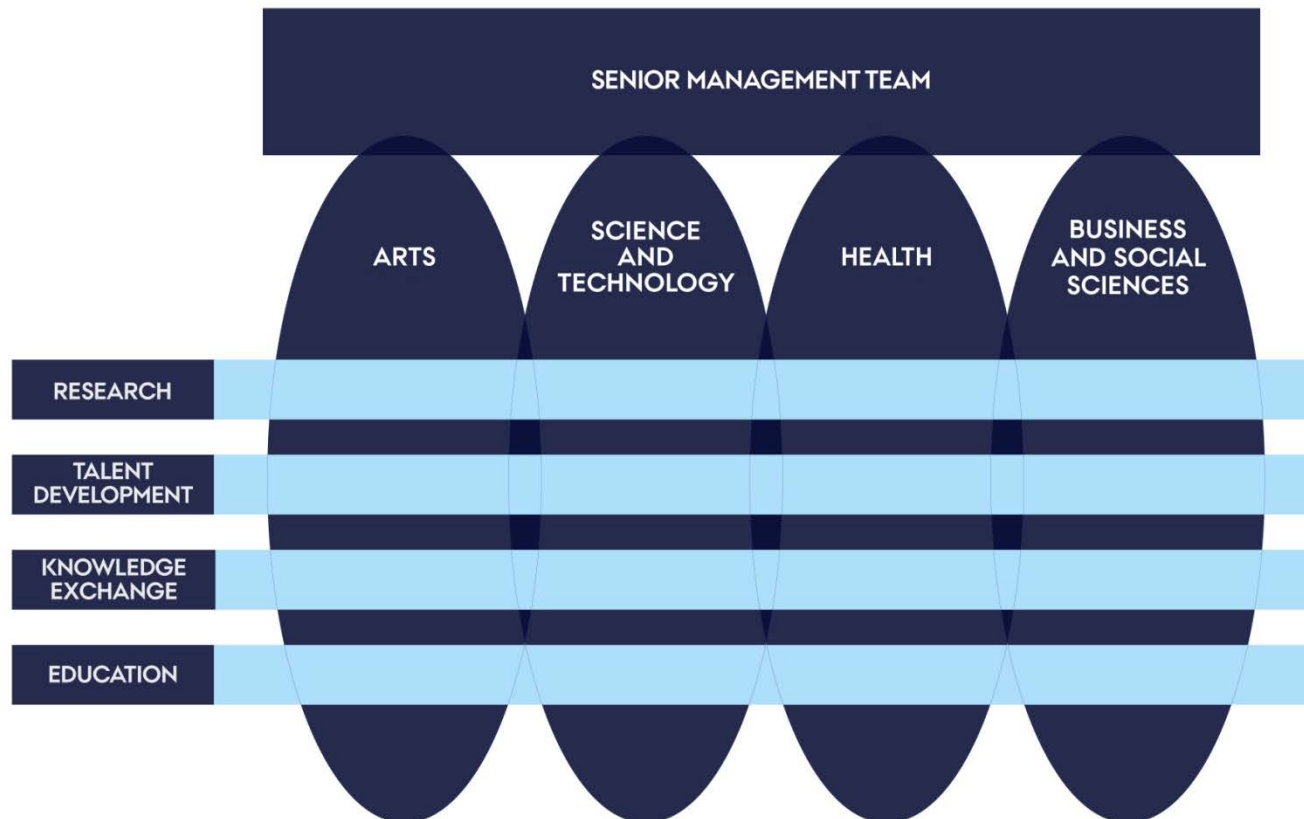 SENIOR MANAGEMENT TEAM
ARTS
SCIENCE
AND
TECHNOLOGY
HEALTH
BUSINESS
AND SOCIAL
SCIENCES
RESEARCH
TALENT
DEVELOPMENT
KNOWLEDGE
EXCHANGE
EDUCATION